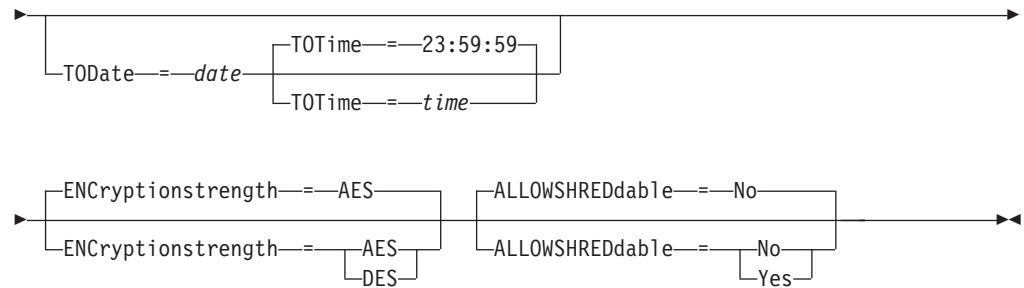 TOTime = 23:59:59
TODate = date
TOTime = time
ENCryptionstrength = AES ALLOWSHREDdable = No
ENCryptionstrength = AES ALLOWSHREDdable = No
DES Yes